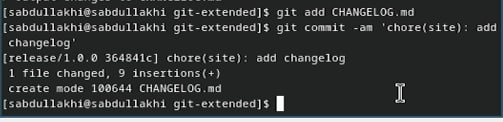 [sabdullakhi@sabdullakhi git-extended]$ git add CHANGELOG.md
[sabdullakhi@sabdullakhi git-extended]$ git commit -am 'chore(site): add
changelog'
[release/1.0.0 364841c] chore(site): add changelog
1 file changed, 9 insertions(+)
create mode 100644 CHANGELOG.md
[sabdullakhi@sabdullakhi git-extended]$